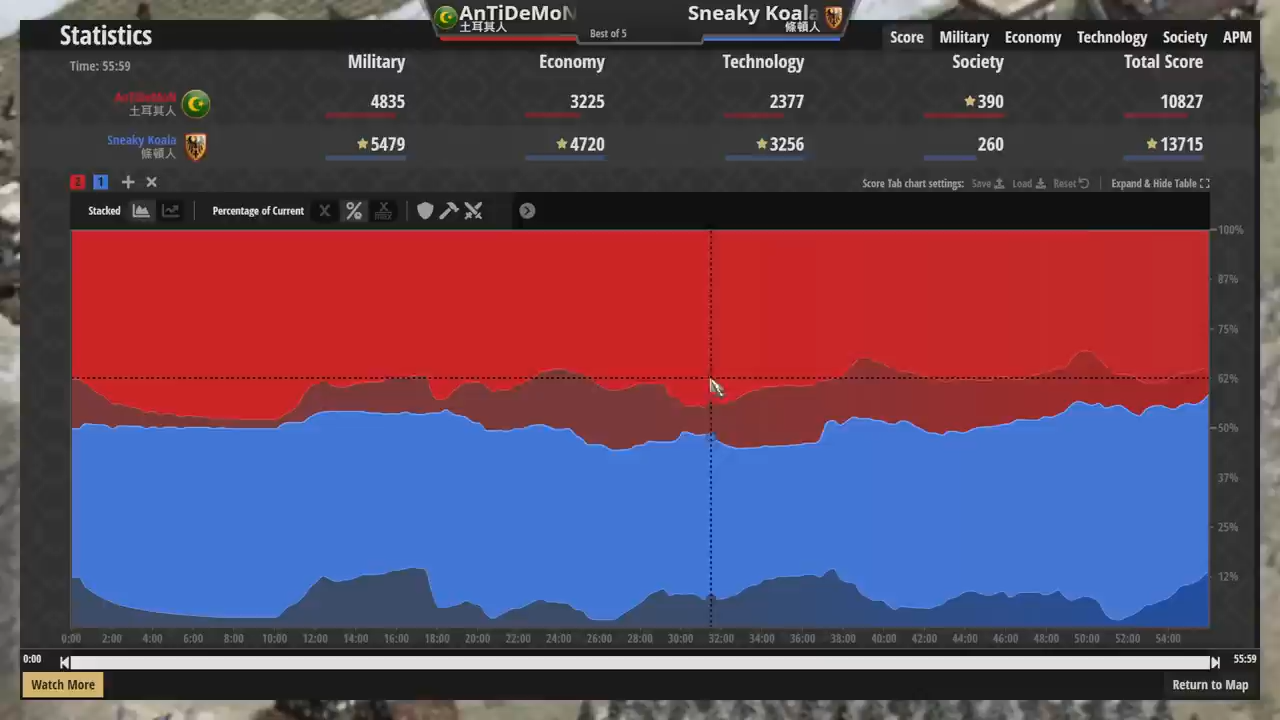 AnTiDeMoN
土耳其人
Best of 5
Sneaky Koala
條頓人
Statistics
Score Military Economy Technology Society APM
Time: 55:59
Military Economy Technology Society Total Score
AnTiDeMoN
土耳其人
4835 3225 2377 390 10827
Sneaky Koala
條頓人
5479 4720 3256 260 13715
2 1
Score Tab chart settings: Save Load Reset Expand & Hide Table
Stacked Percentage of Current X % X MAX
100%
87%
75%
62%
50%
37%
25%
12%
0:00 2:00 4:00 6:00 8:00 10:00 12:00 14:00 16:00 18:00 20:00 22:00 24:00 26:00 28:00 30:00 32:00 34:00 36:00 38:00 40:00 42:00 44:00 46:00 48:00 50:00 52:00 54:00
0:00 55:59
Watch More Return to Map